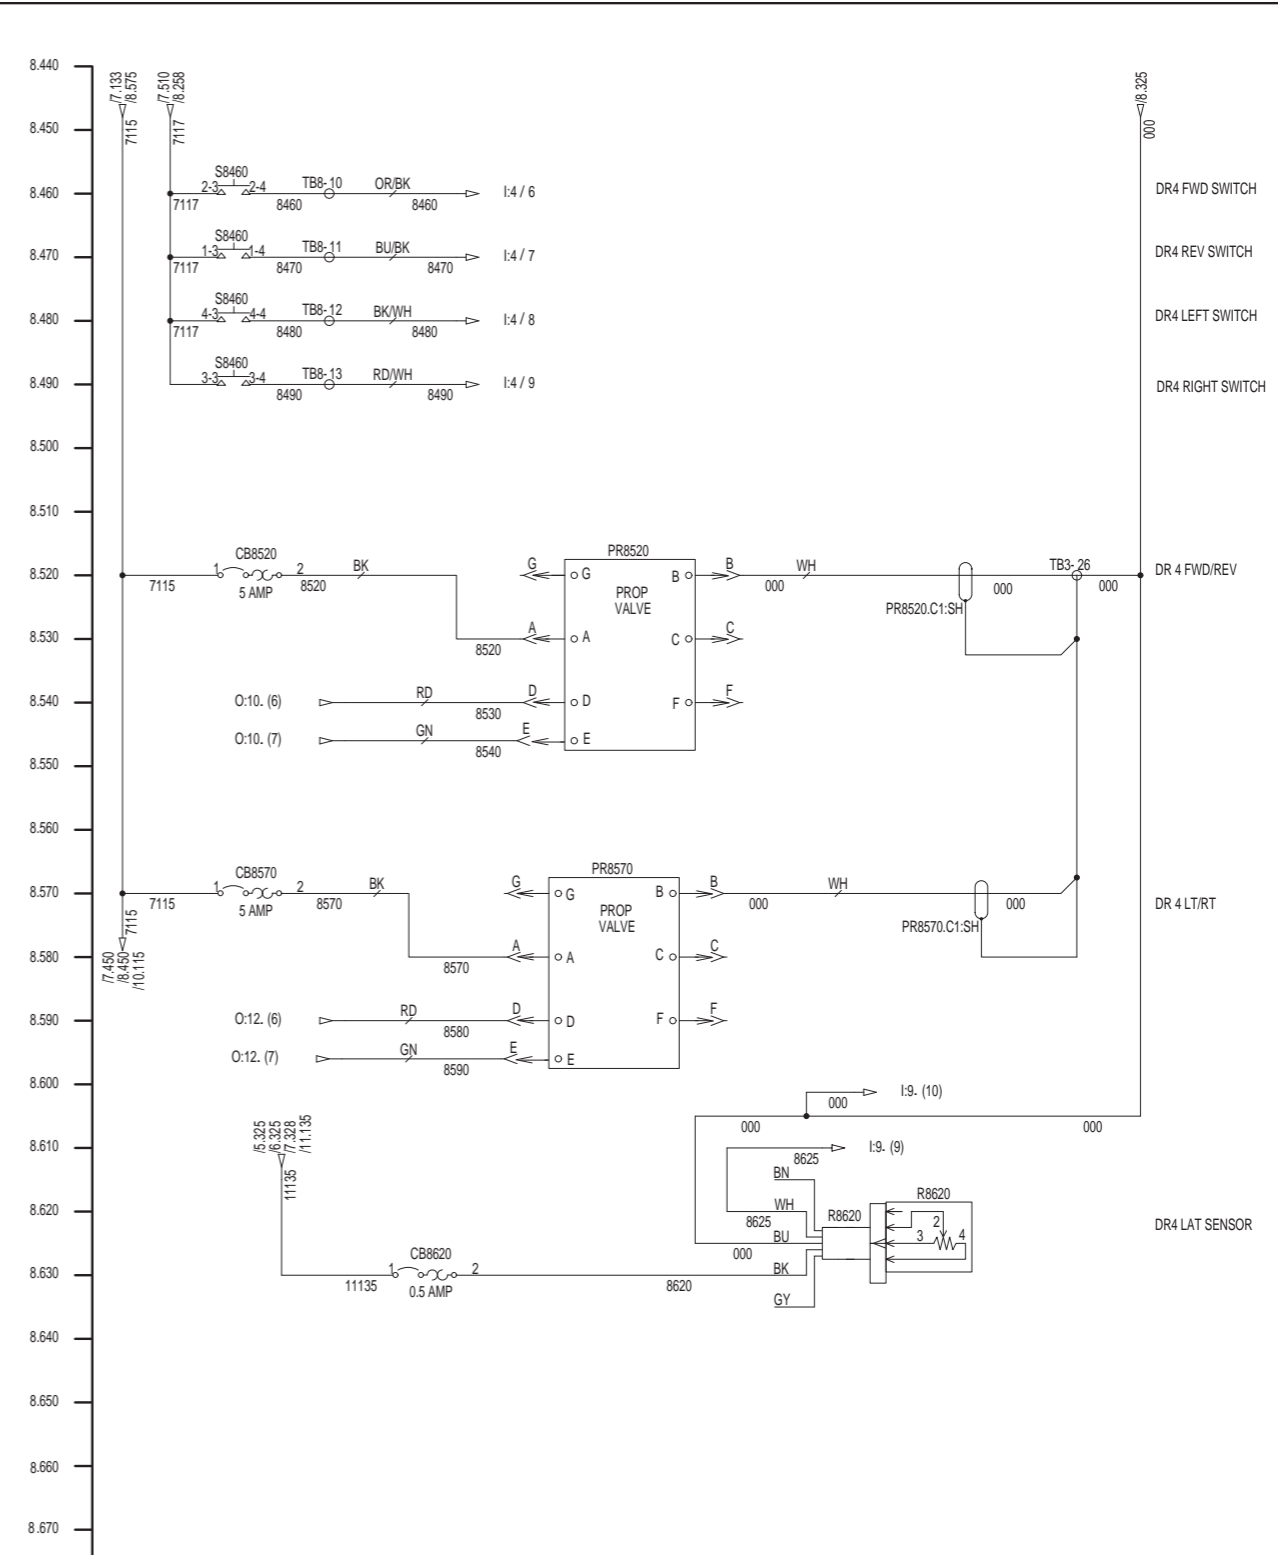 8.440
/7.133
/8.575
7115
/7.510
/8.258
7117
/8.325
000
8.450
8.460
S8460
2-3
2-4
7117
8460
TB8-10
OR/BK
8460
I:4 / 6
DR4 FWD SWITCH
8.470
S8460
1-3
1-4
7117
8470
TB8-11
BU/BK
8470
I:4 / 7
DR4 REV SWITCH
8.480
S8460
4-3
4-4
7117
8480
TB8-12
BK/WH
8480
I:4 / 8
DR4 LEFT SWITCH
8.490
S8460
3-3
3-4
8490
TB8-13
RD/WH
8490
I:4 / 9
DR4 RIGHT SWITCH
8.500
8.510
8.520
7115
CB8520
1
2
5 AMP
8520
BK
8520
PR8520
PROP
VALVE
G
G
A
A
D
D
E
E
B
B
C
C
F
F
WH
000
PR8520.C1:SH
000
TB3-26
000
DR 4 FWD/REV
8.530
8.540
O:10. (6)
RD
8530
O:10. (7)
GN
8540
8.550
8.560
8.570
7115
CB8570
1
2
5 AMP
8570
BK
8570
PR8570
PROP
VALVE
G
G
A
A
D
D
E
E
B
B
C
C
F
F
000
WH
PR8570.C1:SH
000
DR 4 LT/RT
7115
/7.450
/8.450
/10.115
8.580
8.590
O:12. (6)
RD
8580
O:12. (7)
GN
8590
8.600
000
I:9. (10)
000
000
8.610
/5.325
/6.325
/7.328
/11.135
11135
8625
I:9. (9)
BN
8.620
WH
8625
BU
000
R8620
R8620
2
3
4
DR4 LAT SENSOR
8.630
11135
CB8620
1
2
0.5 AMP
8620
BK
GY
8.640
8.650
8.660
8.670